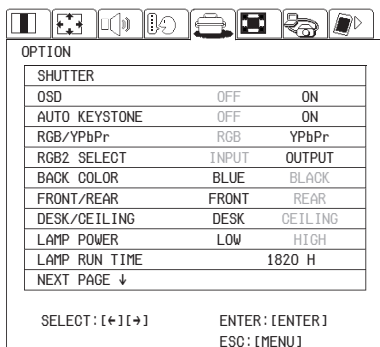 OPTION
SHUTTER
OSD OFF ON
AUTO KEYSTONE OFF ON
RGB/YPbPr RGB YPbPr
RGB2 SELECT INPUT OUTPUT
BACK COLOR BLUE BLACK
FRONT/REAR FRONT REAR
DESK/CEILING DESK CEILING
LAMP POWER LOW HIGH
LAMP RUN TIME 1820 H
NEXT PAGE ↓
SELECT:[←][→] ENTER:[ENTER]
ESC:[MENU]